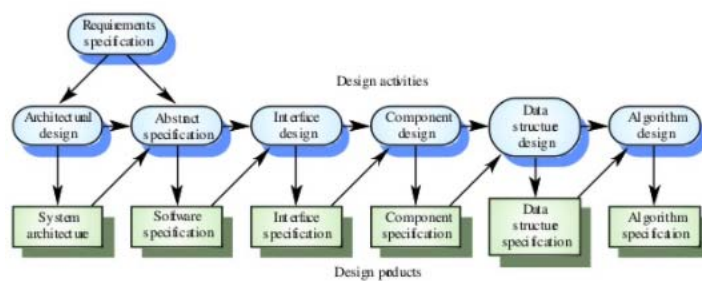 Requirements
specification
Design activities
Architectural
design
Abstract
specification
Interface
design
Component
design
Data
structure
design
Algorithm
design
System
architecture
Software
specification
Interface
specification
Component
specification
Data
structure
specification
Algorithm
specification
Design products